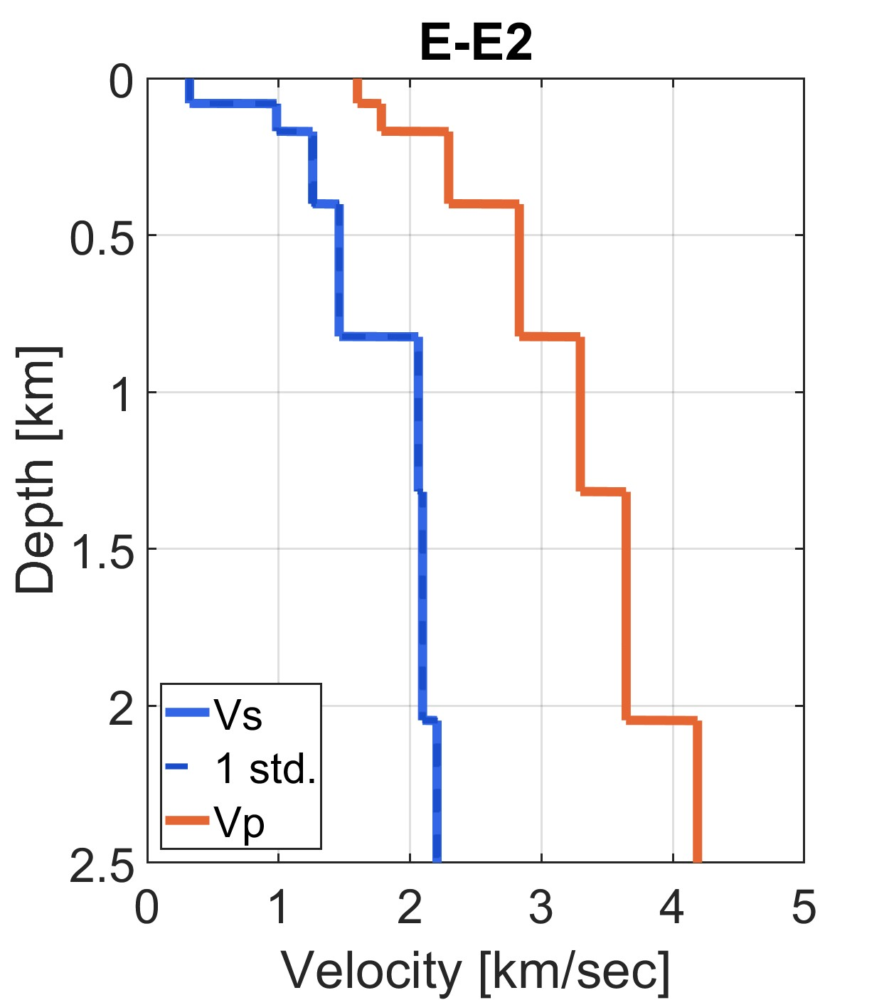 E-E2
0
0.5
1
1.5
2
2.5
Depth [km]
Vs
1 std.
Vp
0 1 2 3 4 5
Velocity [km/sec]